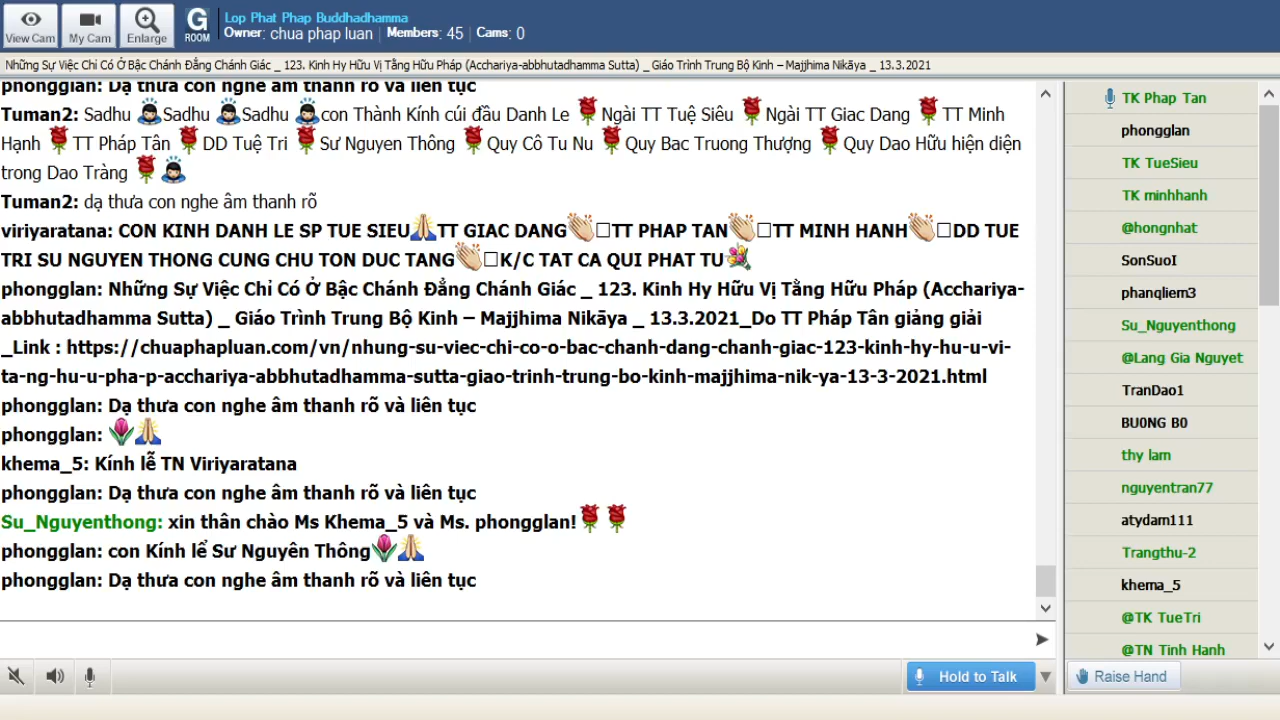 View Cam
My Cam
Enlarge
G
ROOM
Lop Phat Phap Buddhadhamma
Owner: chua phap luan Members: 45 Cams: 0
Những Sự Việc Chỉ Có Ở Bậc Chánh Đẳng Chánh Giác _ 123. Kinh Hy Hữu Vị Tằng Hữu Pháp (Acchariya-abbhutadhamma Sutta) _ Giáo Trình Trung Bộ Kinh – Majjhima Nikāya _ 13.3.2021
phongglan: Dạ thưa con nghe âm thanh rõ và liên tục
Tuman2: Sadhu 🙇Sadhu 🙇Sadhu 🙇con Thành Kính cúi đầu Danh Le 🌹Ngài TT Tuệ Siêu 🌹Ngài TT Giac Dang 🌹TT Minh
Hạnh 🌹TT Pháp Tân 🌹DD Tuệ Tri 🌹Sư Nguyen Thông 🌹Quy Cô Tu Nu 🌹Quy Bac Truong Thượng 🌹Quy Dao Hữu hiện diện
trong Dao Tràng 🌹🙇
Tuman2: dạ thưa con nghe âm thanh rõ
viriyaratana: CON KINH DANH LE SP TUE SIEU🙏TT GIAC DANG👏□TT PHAP TAN👏□TT MINH HANH👏□DD TUE
TRI SU NGUYEN THONG CUNG CHU TON DUC TANG👏□K/C TAT CA QUI PHAT TU💐
phongglan: Những Sự Việc Chỉ Có Ở Bậc Chánh Đẳng Chánh Giác _ 123. Kinh Hy Hữu Vị Tằng Hữu Pháp (Acchariya-
abbhutadhamma Sutta) _ Giáo Trình Trung Bộ Kinh – Majjhima Nikāya _ 13.3.2021_Do TT Pháp Tân giảng giải
_Link : https://chuaphapluan.com/vn/nhung-su-viec-chi-co-o-bac-chanh-dang-chanh-giac-123-kinh-hy-hu-u-vi-
ta-ng-hu-u-pha-p-acchariya-abbhutadhamma-sutta-giao-trinh-trung-bo-kinh-majjhima-nik-ya-13-3-2021.html
phongglan: Dạ thưa con nghe âm thanh rõ và liên tục
phongglan: 🌷🙏
khema_5: Kính lễ TN Viriyaratana
phongglan: Dạ thưa con nghe âm thanh rõ và liên tục
Su_Nguyenthong: xin thân chào Ms Khema_5 và Ms. phongglan!🌹🌹
phongglan: con Kính lể Sư Nguyên Thông🌷🙏
phongglan: Dạ thưa con nghe âm thanh rõ và liên tục
TK Phap Tan
phongglan
TK TueSieu
TK minhhanh
@hongnhat
SonSuoI
phanqliem3
Su_Nguyenthong
@Lang Gia Nguyet
TranDao1
BU0NG B0
thy lam
nguyentran77
atydam111
Trangthu-2
khema_5
@TK TueTri
@TN Tinh Hanh
Hold to Talk
Raise Hand